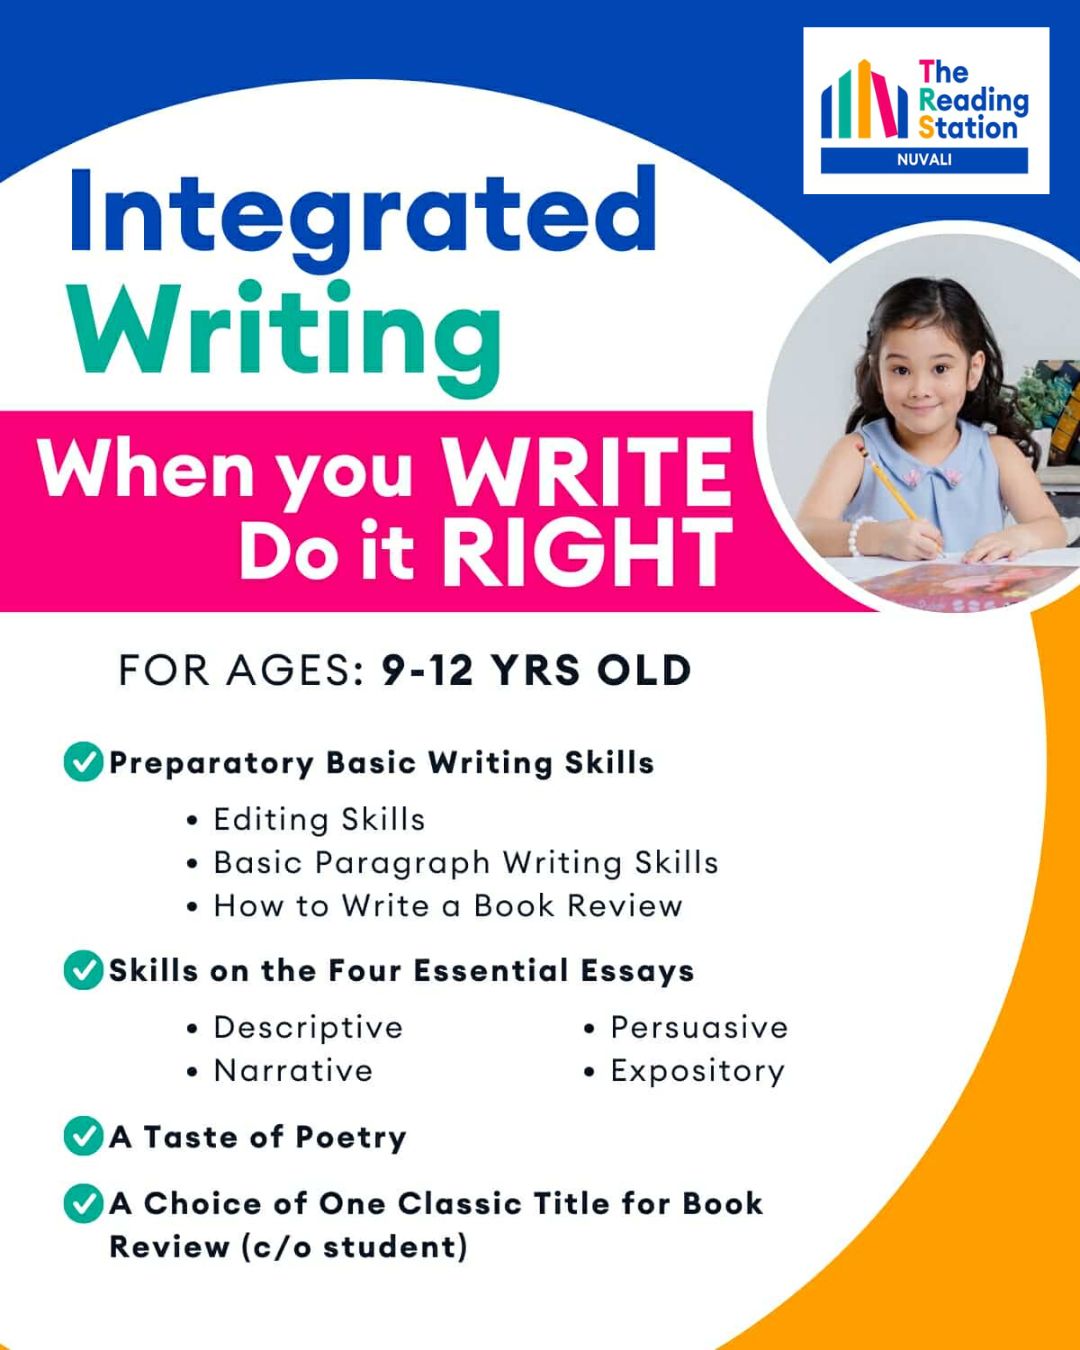 The
Reading
Station
NUVALI
Integrated
Writing
When you WRITE
Do it RIGHT
FOR AGES: 9-12 YRS OLD
Preparatory Basic Writing Skills
• Editing Skills
• Basic Paragraph Writing Skills
• How to Write a Book Review
Skills on the Four Essential Essays
• Descriptive
• Narrative
• Persuasive
• Expository
A Taste of Poetry
A Choice of One Classic Title for Book
Review (c/o student)